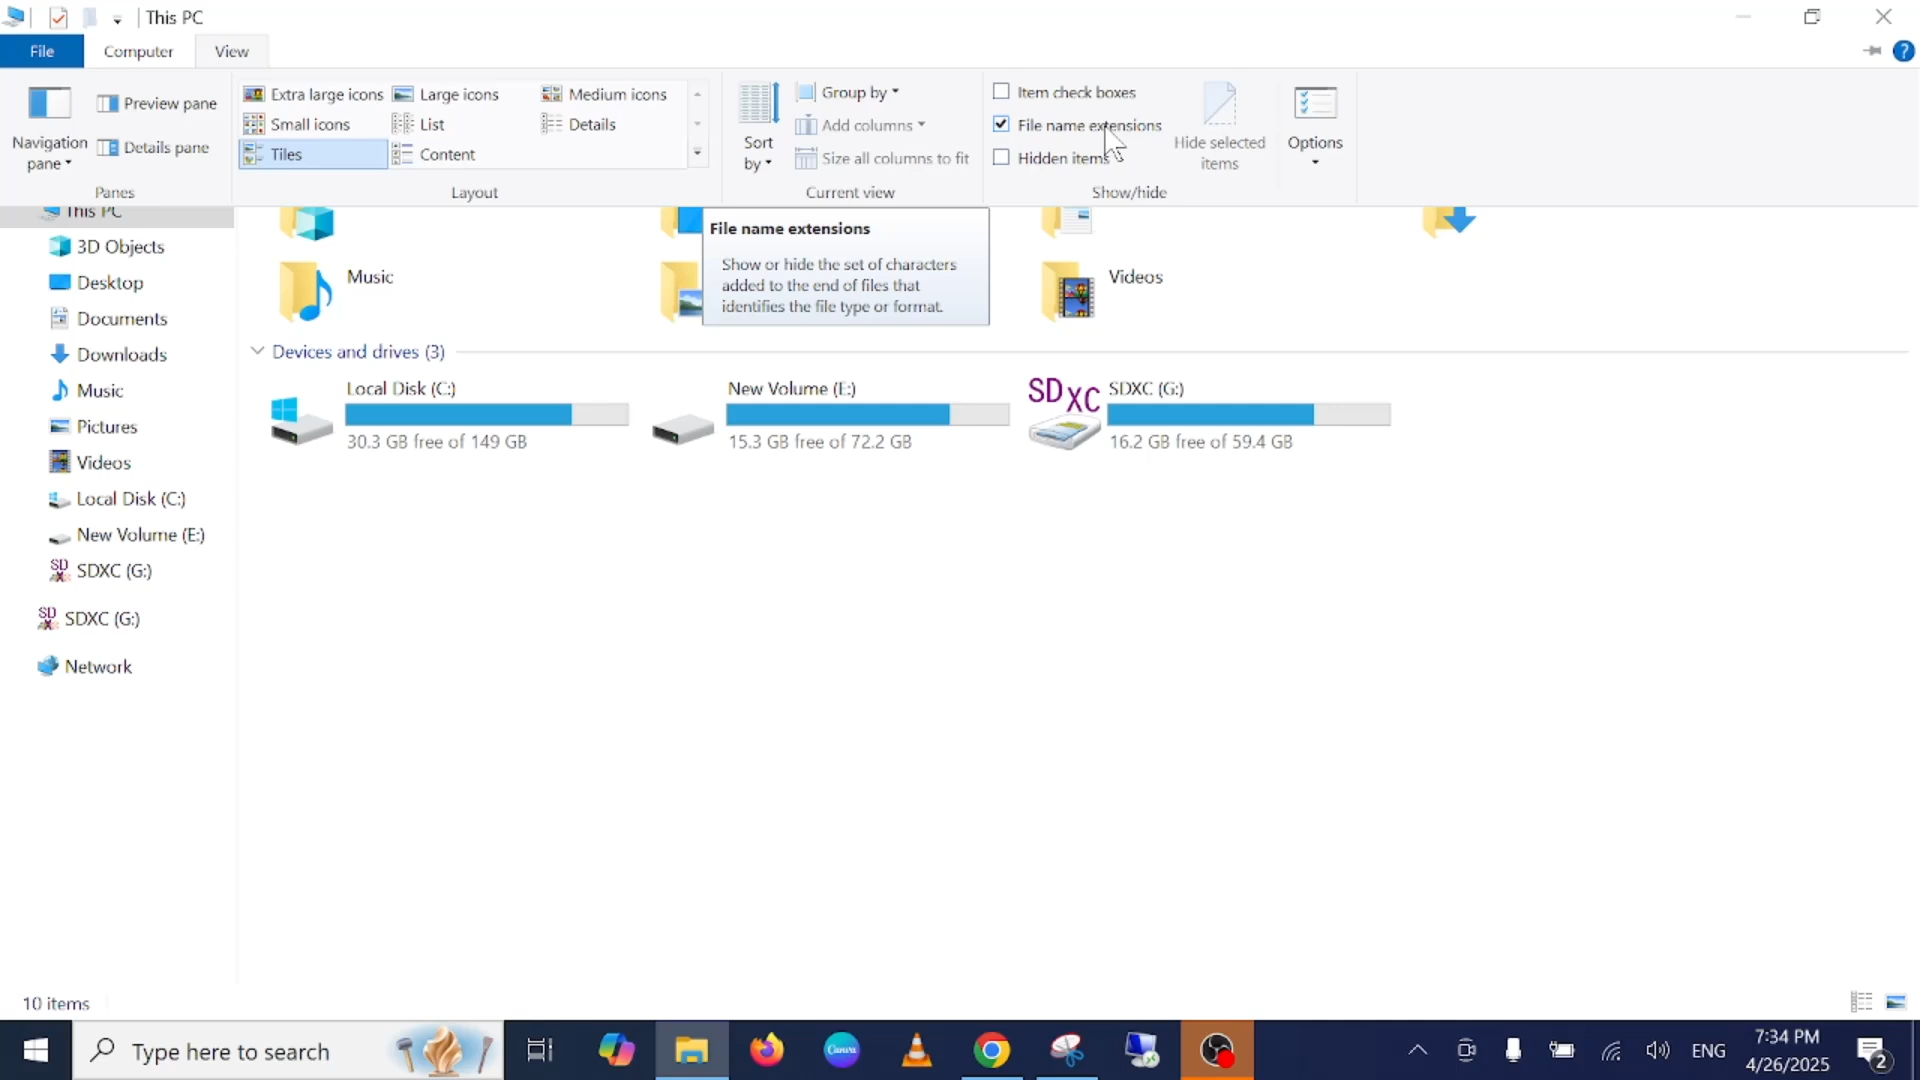 This PC
File
Computer
View
?
Navigation
pane
Preview pane
Details pane
Panes
Extra large icons
Large icons
Medium icons
Small icons
List
Details
Tiles
Content
Layout
Sort
by
Group by
Add columns
Size all columns to fit
Current view
Item check boxes
File name extensions
Hidden items
Hide selected
items
Show/hide
Options
This PC
3D Objects
Desktop
Documents
Downloads
Music
Pictures
Videos
Local Disk (C:)
New Volume (E:)
SD SDXC (G:)
SD SDXC (G:)
Network
Music
Videos
File name extensions
Show or hide the set of characters
added to the end of files that
identifies the file type or format.
Devices and drives (3)
Local Disk (C:)
30.3 GB free of 149 GB
New Volume (E:)
15.3 GB free of 72.2 GB
SDXC
SDXC (G:)
16.2 GB free of 59.4 GB
10 items
Type here to search
Canva
ENG
7:34 PM
4/26/2025
2